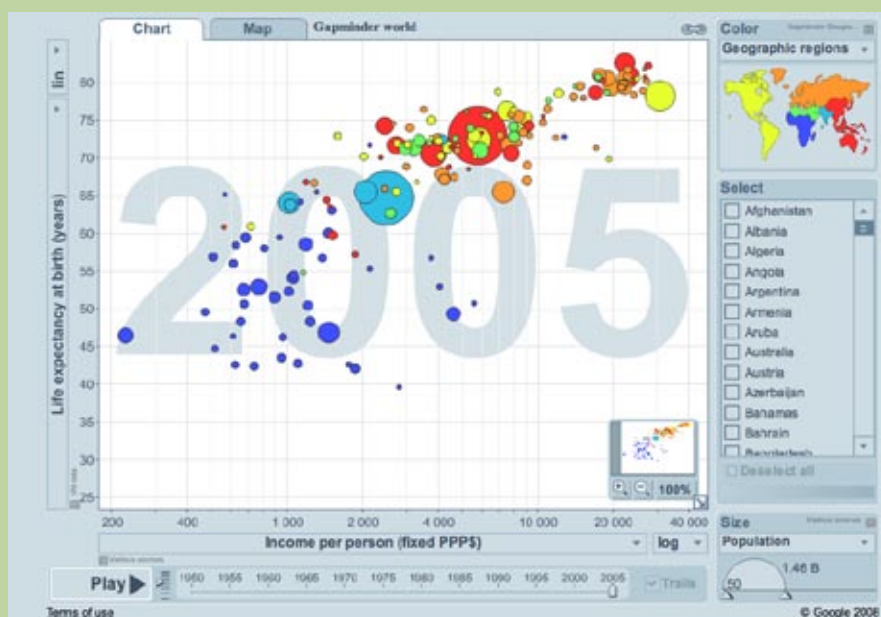 Chart
Map
Gapminder world
Color
Geographic regions
lin
Life expectancy at birth (years)
80
75
70
65
60
55
50
45
40
35
30
25
2005
Select
Afghanistan
Albania
Algeria
Angola
Argentina
Armenia
Aruba
Australia
Austria
Azerbaijan
Bahamas
Bahrain
Bangladesh
Deselect all
100%
200
400
1 000
2 000
4 000
10 000
20 000
40 000
Income per person (fixed PPP$)
log
Size
Population
1.46 B
50
Play
1950
1955
1960
1965
1970
1975
1980
1985
1990
1995
2000
2005
Trails
Terms of use
© Google 2008